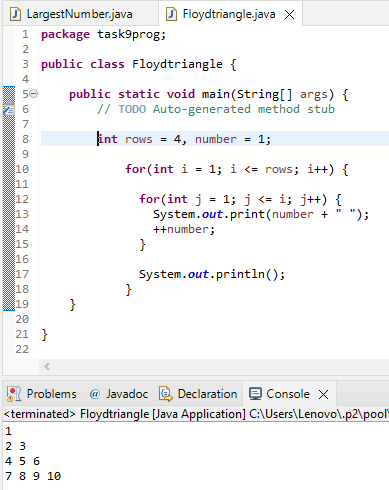 LargestNumber.java
Floydtriangle.java
1 package task9prog;
2
3 public class Floydtriangle {
4
5 public static void main(String[] args) {
6 // TODO Auto-generated method stub
7
8 int rows = 4, number = 1;
9
10 for(int i = 1; i <= rows; i++) {
11
12 for(int j = 1; j <= i; j++) {
13 System.out.print(number + " ");
14 ++number;
15 }
16
17 System.out.println();
18 }
19 }
20
21 }
22
Problems @ Javadoc Declaration Console
<terminated> Floydtriangle [Java Application] C:\Users\Lenovo\.p2\pool\
1
2 3
4 5 6
7 8 9 10